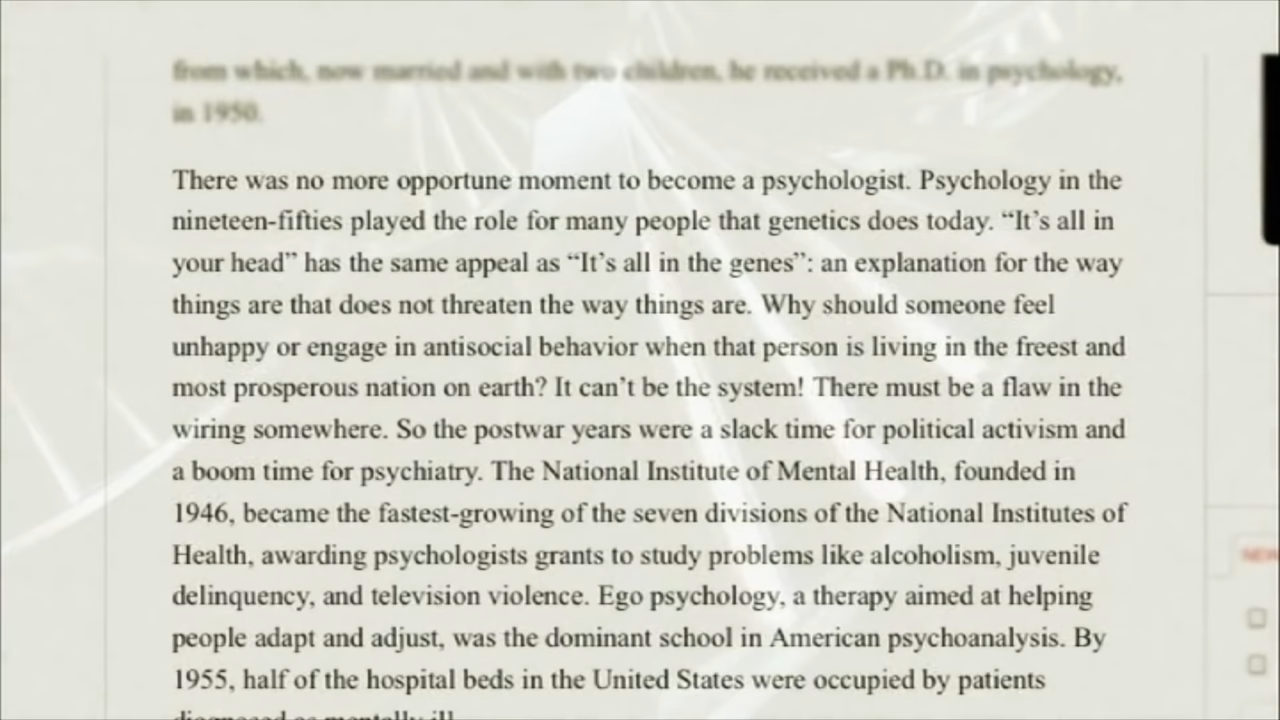 from which, now married and with two children, he received a Ph.D. in psychology,
in 1950.
There was no more opportune moment to become a psychologist. Psychology in the
nineteen-fifties played the role for many people that genetics does today. “It’s all in
your head” has the same appeal as “It’s all in the genes”: an explanation for the way
things are that does not threaten the way things are. Why should someone feel
unhappy or engage in antisocial behavior when that person is living in the freest and
most prosperous nation on earth? It can’t be the system! There must be a flaw in the
wiring somewhere. So the postwar years were a slack time for political activism and
a boom time for psychiatry. The National Institute of Mental Health, founded in
1946, became the fastest-growing of the seven divisions of the National Institutes of
Health, awarding psychologists grants to study problems like alcoholism, juvenile
delinquency, and television violence. Ego psychology, a therapy aimed at helping
people adapt and adjust, was the dominant school in American psychoanalysis. By
1955, half of the hospital beds in the United States were occupied by patients
diagnosed as mentally ill.